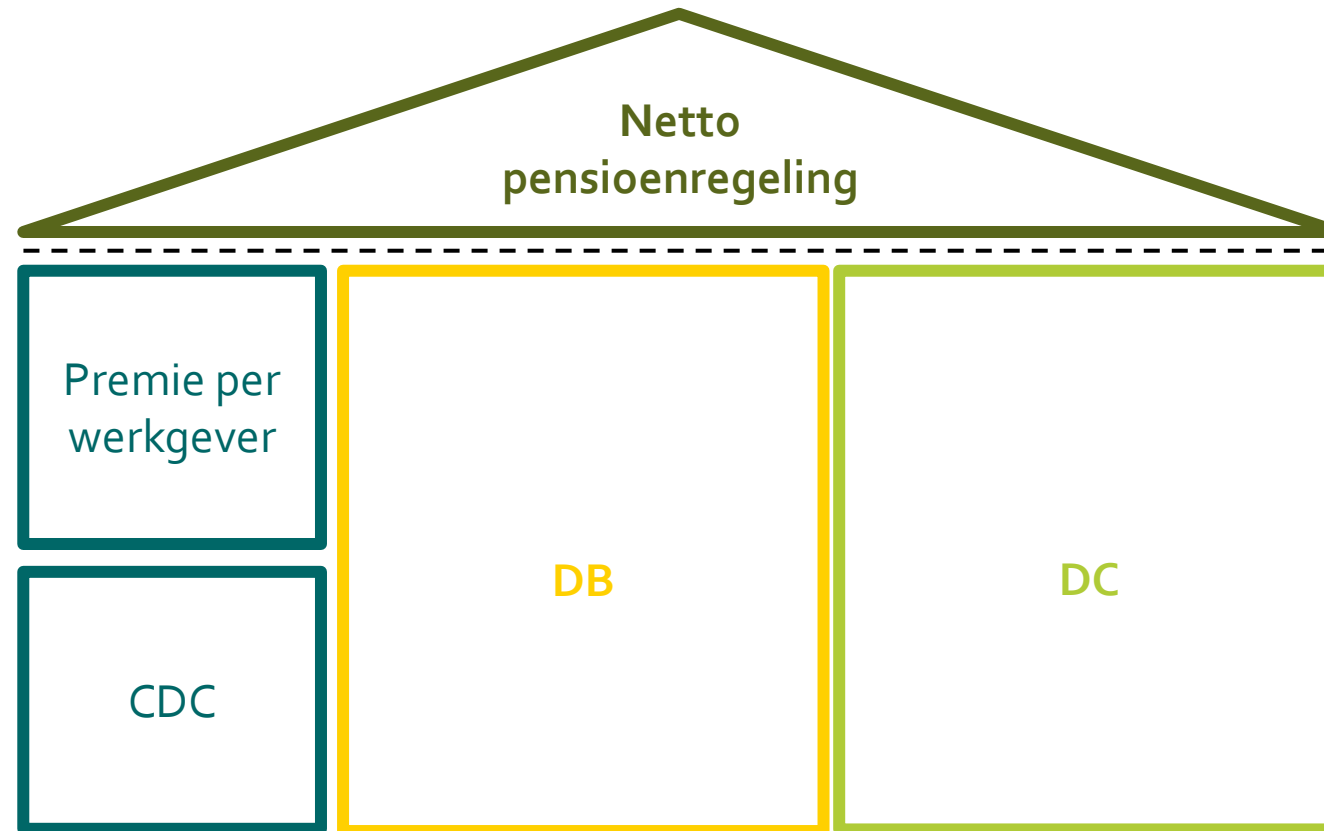 Netto
pensioenregeling
Premie per
werkgever
CDC
DB
DC